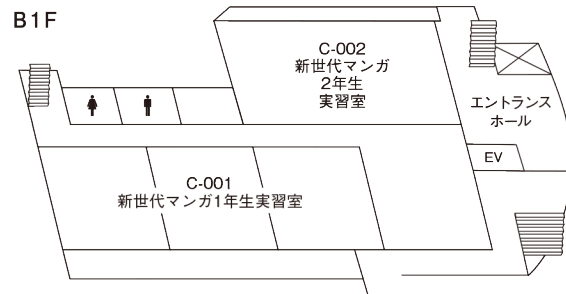 B1F
C-002
新世代マンガ
2年生
実習室
エントランス
ホール
EV
C-001
新世代マンガ1年生実習室